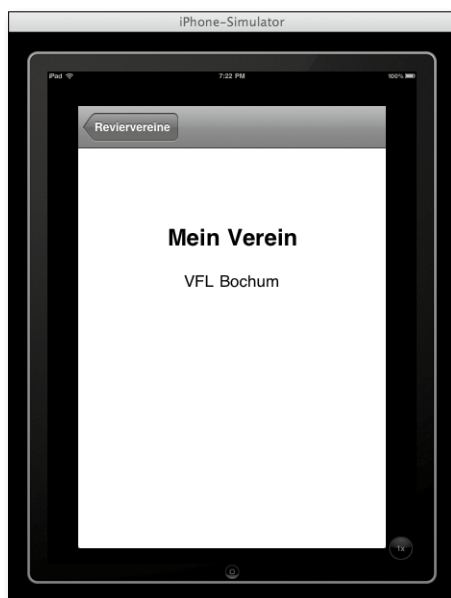 iPhone-Simulator
iPad
7:22 PM
100%
Reviervereine
Mein Verein
VFL Bochum
1x